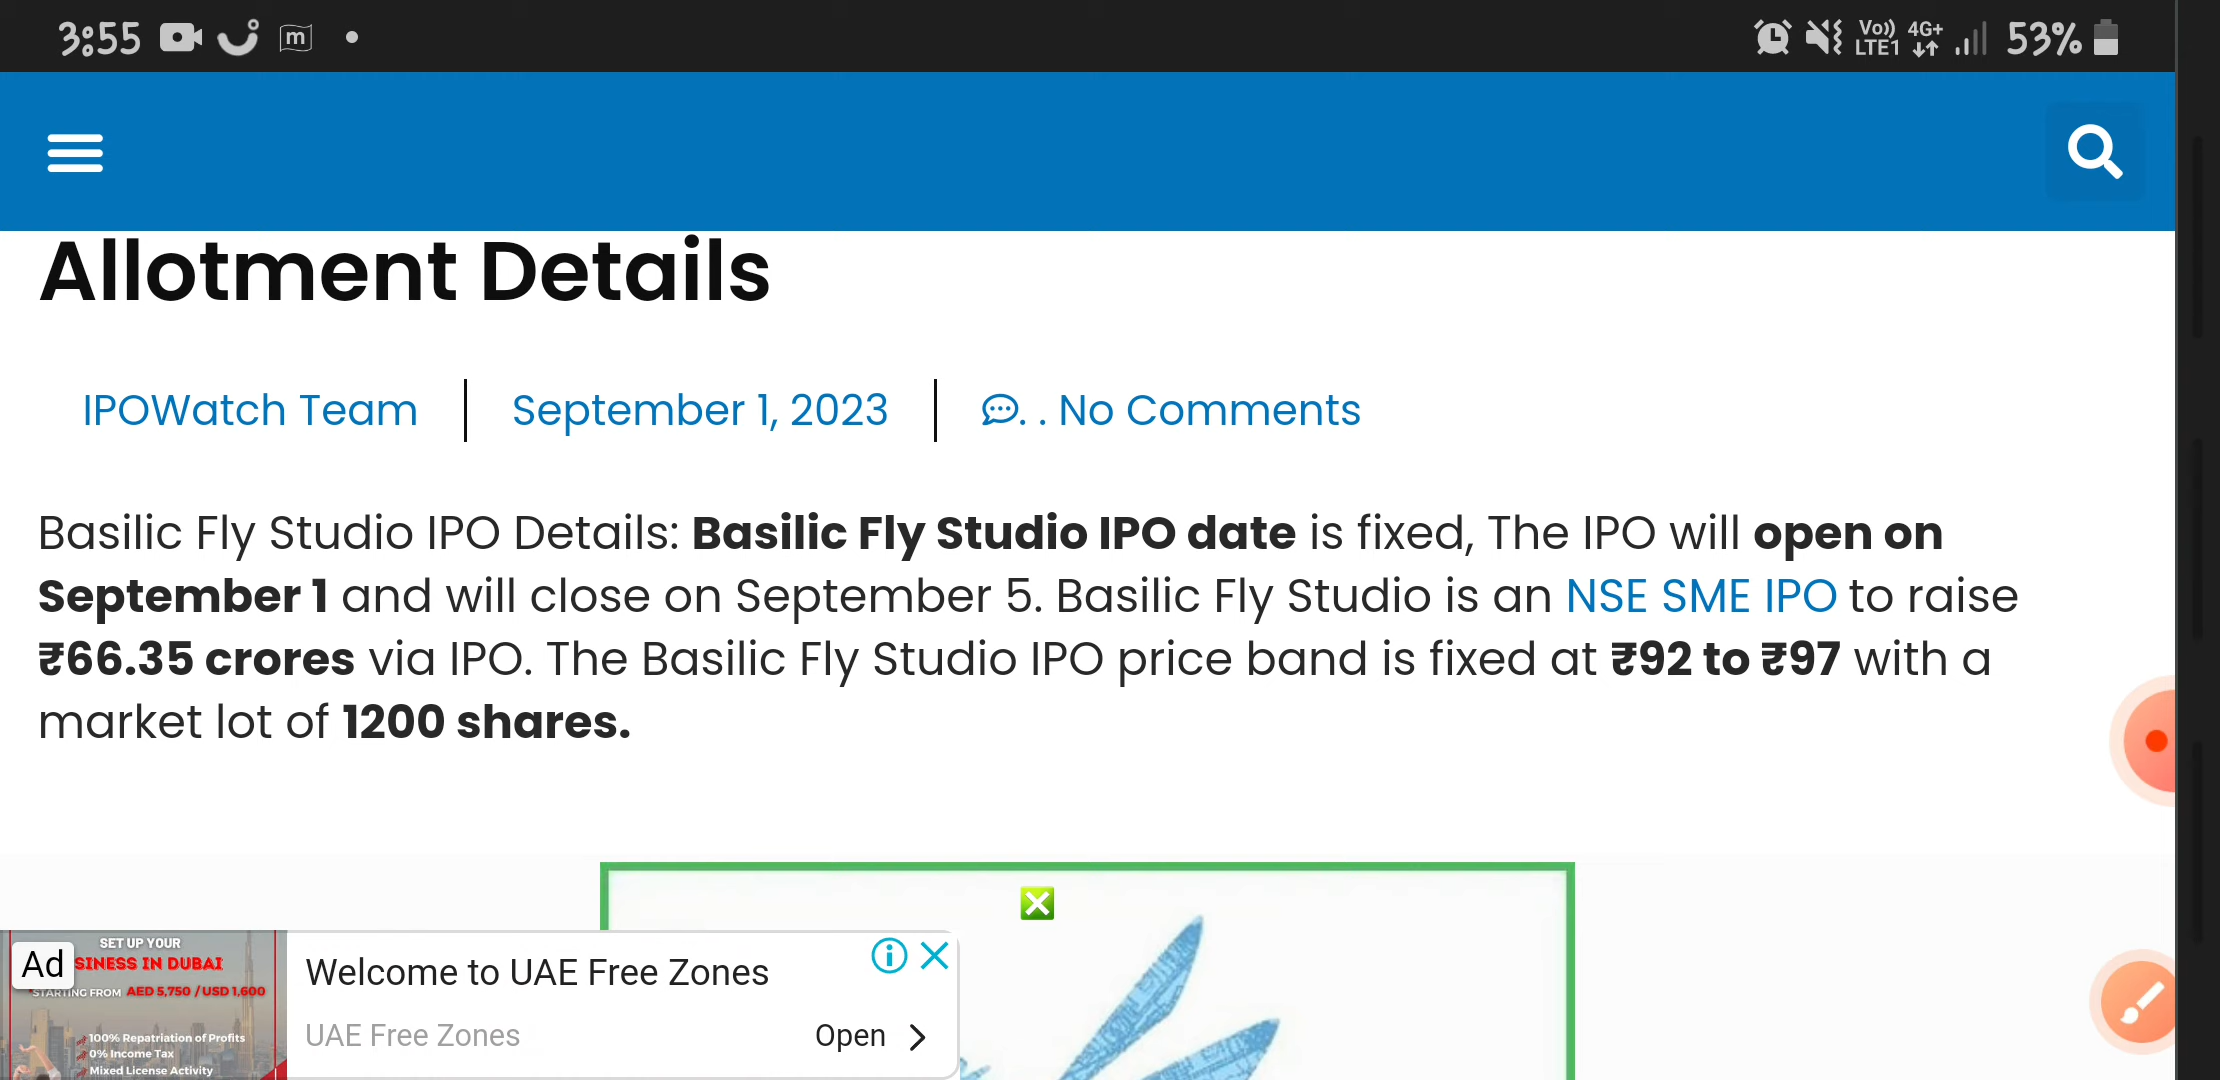 3:55 m Vo)) LTE1 4G+ 53%
Allotment Details
IPOWatch Team September 1, 2023 . . No Comments
Basilic Fly Studio IPO Details: Basilic Fly Studio IPO date is fixed, The IPO will open on
September 1 and will close on September 5. Basilic Fly Studio is an NSE SME IPO to raise
₹66.35 crores via IPO. The Basilic Fly Studio IPO price band is fixed at ₹92 to ₹97 with a
market lot of 1200 shares.
Ad
SET UP YOUR
SINESS IN DUBAI
STARTING FROM AED 5,750 / USD 1,600
100% Repatriation of Profits
0% Income Tax
Mixed License Activity
Welcome to UAE Free Zones
UAE Free Zones Open